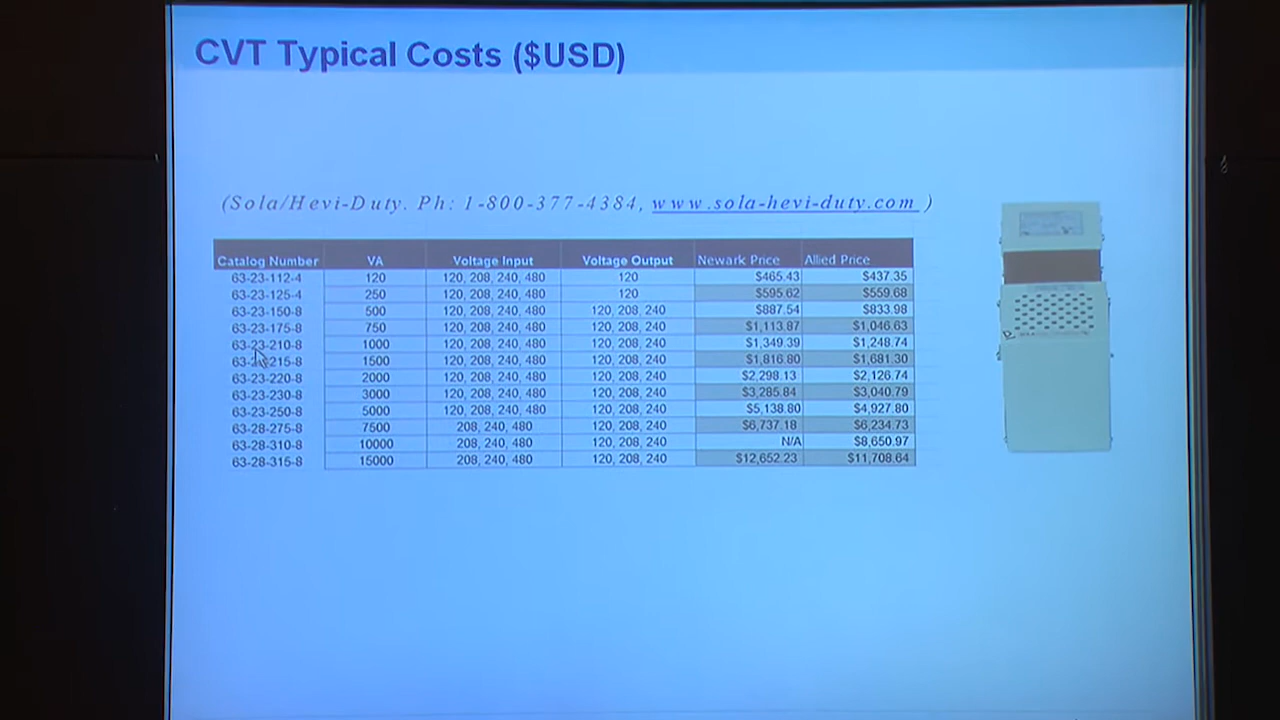 CVT Typical Costs ($USD)
(Sola/Hevi-Duty. Ph: 1-800-377-4384, www.sola-hevi-duty.com )
Catalog Number VA Voltage Input Voltage Output Newark Price Allied Price
63-23-112-4 120 120, 208, 240, 480 120 $465.43 $437.35
63-23-125-4 250 120, 208, 240, 480 120 $595.62 $559.68
63-23-150-8 500 120, 208, 240, 480 120, 208, 240 $887.54 $833.98
63-23-175-8 750 120, 208, 240, 480 120, 208, 240 $1,113.87 $1,046.63
63-23-210-8 1000 120, 208, 240, 480 120, 208, 240 $1,349.39 $1,248.74
63-23-215-8 1500 120, 208, 240, 480 120, 208, 240 $1,816.80 $1,681.30
63-23-220-8 2000 120, 208, 240, 480 120, 208, 240 $2,298.13 $2,126.74
63-23-230-8 3000 120, 208, 240, 480 120, 208, 240 $3,285.84 $3,040.79
63-23-250-8 5000 120, 208, 240, 480 120, 208, 240 $5,138.80 $4,927.80
63-28-275-8 7500 208, 240, 480 120, 208, 240 $6,737.18 $6,234.73
63-28-310-8 10000 208, 240, 480 120, 208, 240 N/A $8,650.97
63-28-315-8 15000 208, 240, 480 120, 208, 240 $12,652.23 $11,708.64